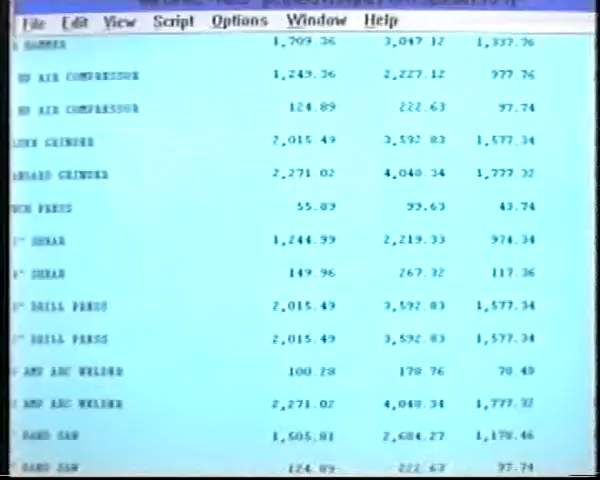 File Edit View Script Options Window Help
HAMMER 1,709.36 3,047.12 1,337.76
HP AIR COMPRESSOR 1,249.36 2,227.12 977.76
HP AIR COMPRESSOR 124.89 222.63 97.74
GRINDER 2,015.49 3,592.83 1,577.34
GRINDER 2,271.02 4,048.34 1,777.32
PRESS 55.89 99.63 43.74
SHEAR 1,244.99 2,219.33 974.34
SHEAR 149.96 267.32 117.36
DRILL PRESS 2,015.49 3,592.83 1,577.34
DRILL PRESS 2,015.49 3,592.83 1,577.34
AMP ARC WELDER 100.28 178.76 78.48
AMP ARC WELDER 2,271.02 4,048.34 1,777.32
BAND SAW 1,505.81 2,684.27 1,178.46
BAND SAW 124.89 222.63 97.74